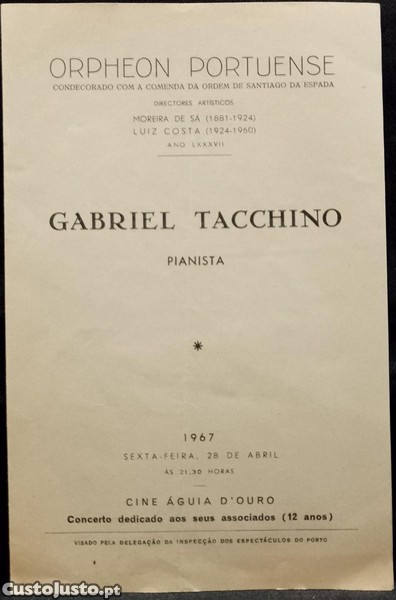 ORPHEON PORTUENSE
CONDECORADO COM A COMENDA DA ORDEM DE SANTIAGO DA ESPADA
DIRECTORES ARTÍSTICOS
MOREIRA DE SÁ (1881-1924)
LUIZ COSTA (1924-1960)
ANO LXXXVII
GABRIEL TACCHINO
PIANISTA
*
1967
SEXTA-FEIRA, 28 DE ABRIL
ÀS 21,30 HORAS
CINE ÁGUIA D'OURO
Concerto dedicado aos seus associados (12 anos)
VISADO PELA DELEGAÇÃO DA INSPECÇÃO DOS ESPECTÁCULOS DO PORTO
CustoJusto.pt